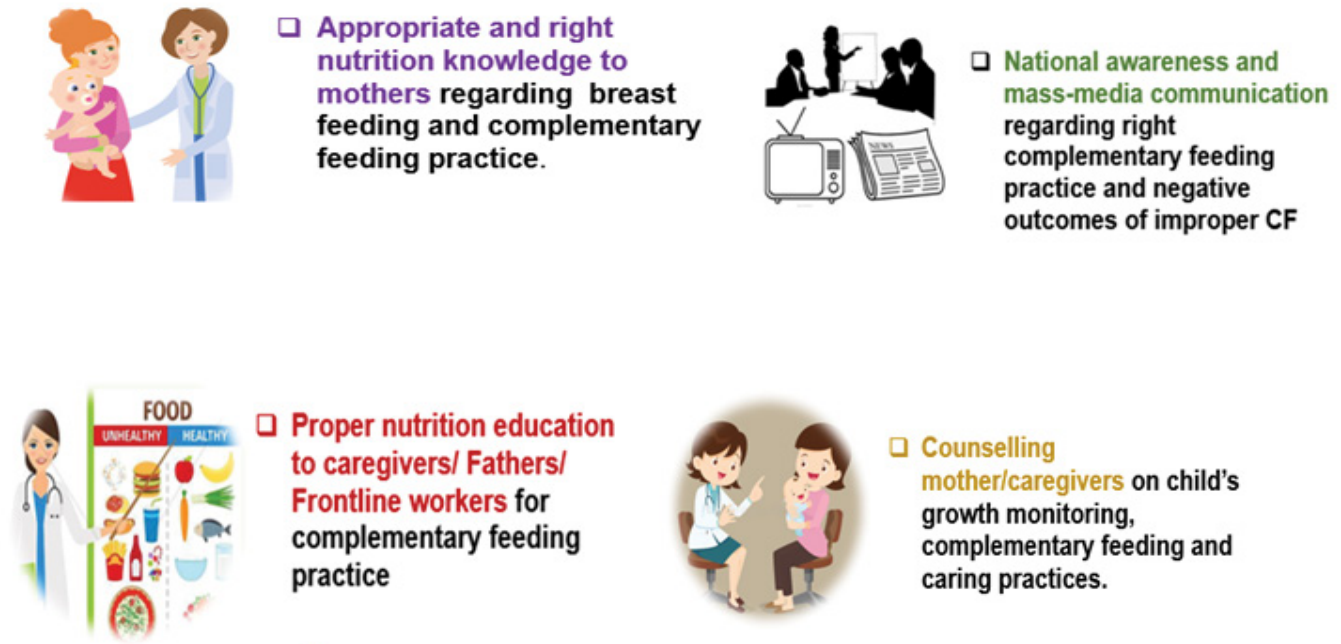 ❑ Appropriate and right
nutrition knowledge to
mothers regarding breast
feeding and complementary
feeding practice.
❑ National awareness and
mass-media communication
regarding right
complementary feeding
practice and negative
outcomes of improper CF
NEWS
FOOD
UNHEALTHY HEALTHY
❑ Proper nutrition education
to caregivers/ Fathers/
Frontline workers for
complementary feeding
practice
❑ Counselling
mother/caregivers on child’s
growth monitoring,
complementary feeding and
caring practices.